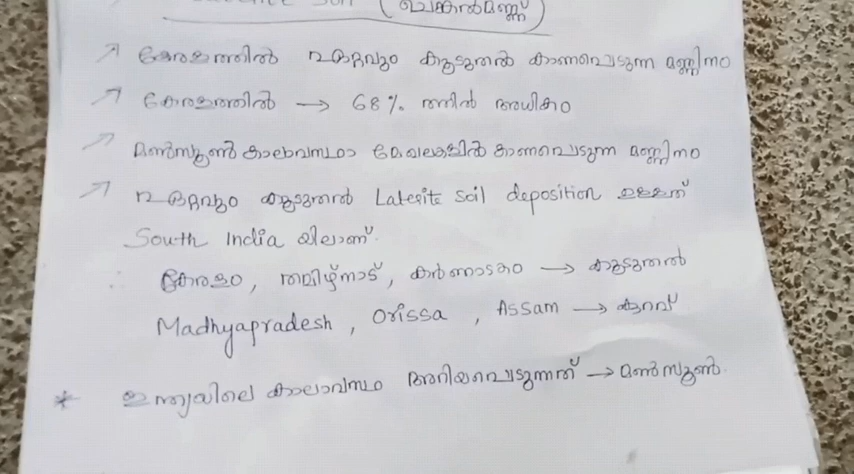 Soil (ചെങ്കൽമണ്ണ്)
കേരളത്തിൽ ഏറ്റവും കൂടുതൽ കാണപ്പെടുന്ന മണ്ണിനം
കേരളത്തിൽ → 68% ത്തിൽ അധികം
മൺസൂൺ കാലാവസ്ഥാ മേഖലകളിൽ കാണപ്പെടുന്ന മണ്ണിനം
ഏറ്റവും കൂടുതൽ Laterite soil deposition ഉള്ളത്
South India യിലാണ്.
കേരളം, തമിഴ്നാട്, കർണാടകം → കൂടുതൽ
Madhyapradesh, Orissa, Assam → കുറവ്
* ഇന്ത്യയിലെ കാലാവസ്ഥ അറിയപ്പെടുന്നത് → മൺസൂൺ.